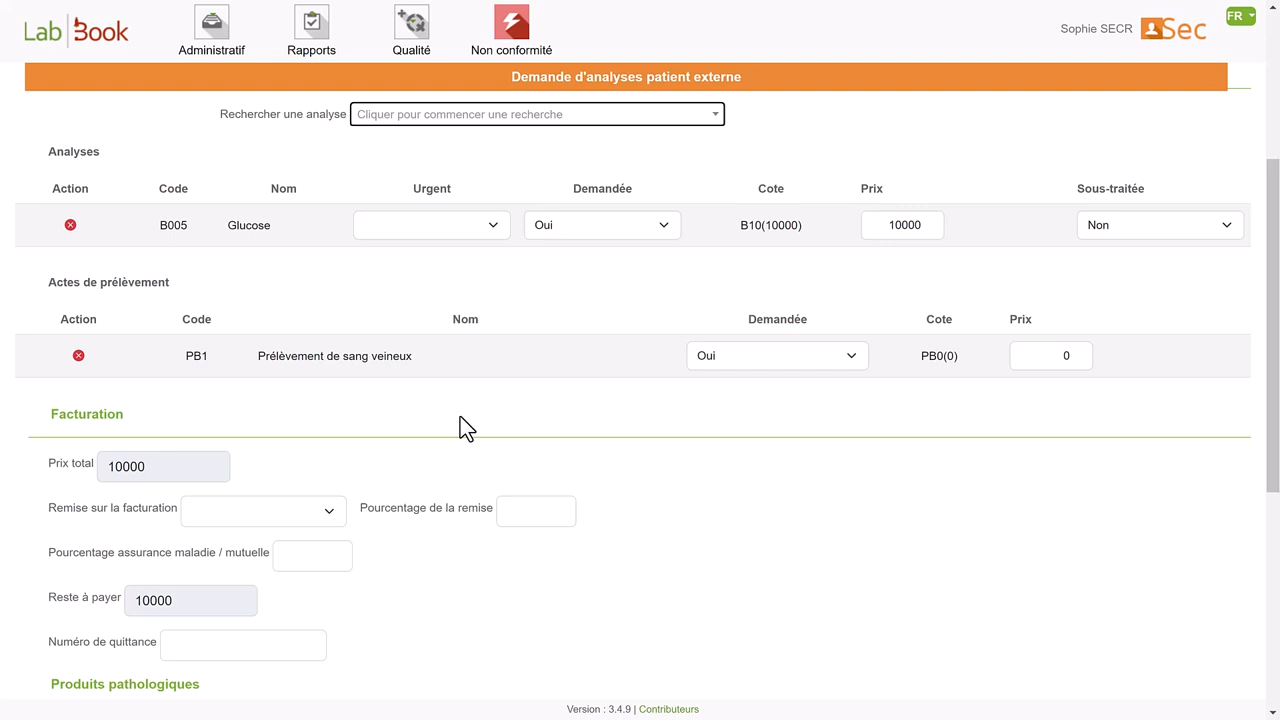 Lab Book
Administratif
Rapports
Qualité
Non conformité
Sophie SECR
Sec
FR
Demande d'analyses patient externe
Rechercher une analyse Cliquer pour commencer une recherche
Analyses
Action Code Nom Urgent Demandée Cote Prix Sous-traitée
B005 Glucose Oui B10(10000) 10000 Non
Actes de prélèvement
Action Code Nom Demandée Cote Prix
PB1 Prélèvement de sang veineux Oui PB0(0) 0
Facturation
Prix total 10000
Remise sur la facturation Pourcentage de la remise
Pourcentage assurance maladie / mutuelle
Reste à payer 10000
Numéro de quittance
Produits pathologiques
Version : 3.4.9 | Contributeurs